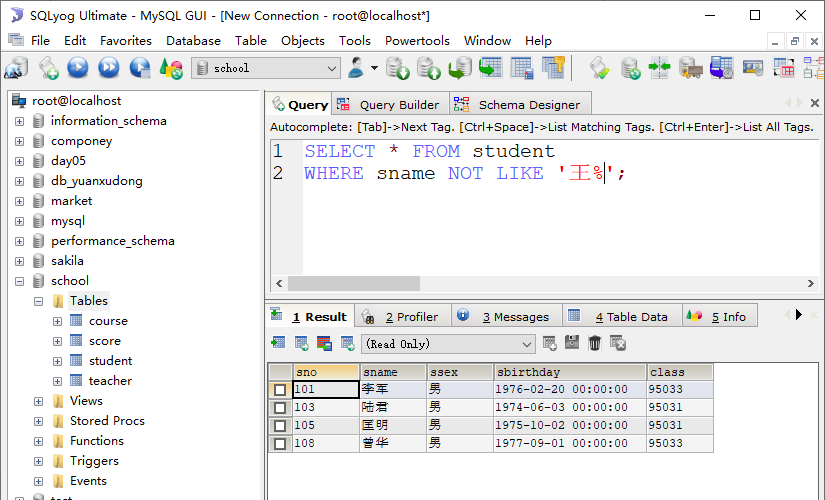 SQLyog Ultimate - MySQL GUI - [New Connection - root@localhost*]
File Edit Favorites Database Table Objects Tools Powertools Window Help
school
root@localhost
information_schema
componey
day05
db_yuanxudong
market
mysql
performance_schema
sakila
school
Tables
course
score
student
teacher
Views
Stored Procs
Functions
Triggers
Events
Query Query Builder Schema Designer
Autocomplete: [Tab]->Next Tag. [Ctrl+Space]->List Matching Tags. [Ctrl+Enter]->List All Tags.
1 SELECT * FROM student
2 WHERE sname NOT LIKE '王%';
1 Result 2 Profiler 3 Messages 4 Table Data 5 Info
(Read Only)
sno sname ssex sbirthday class
101 李军 男 1976-02-20 00:00:00 95033
103 陆君 男 1974-06-03 00:00:00 95031
105 匡明 男 1975-10-02 00:00:00 95031
108 曾华 男 1977-09-01 00:00:00 95033